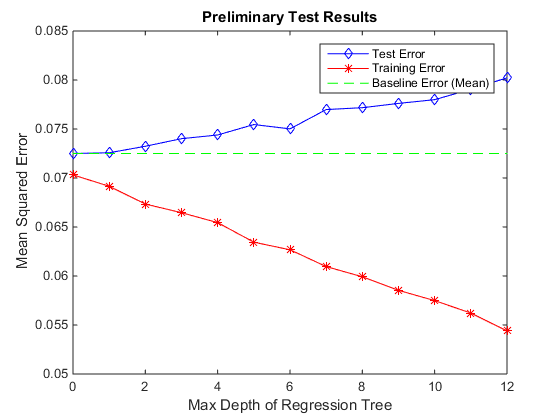 Preliminary Test Results
0.085
0.08
0.075
0.07
0.065
0.06
0.055
0.05
Mean Squared Error
Test Error
Training Error
Baseline Error (Mean)
0 2 4 6 8 10 12
Max Depth of Regression Tree